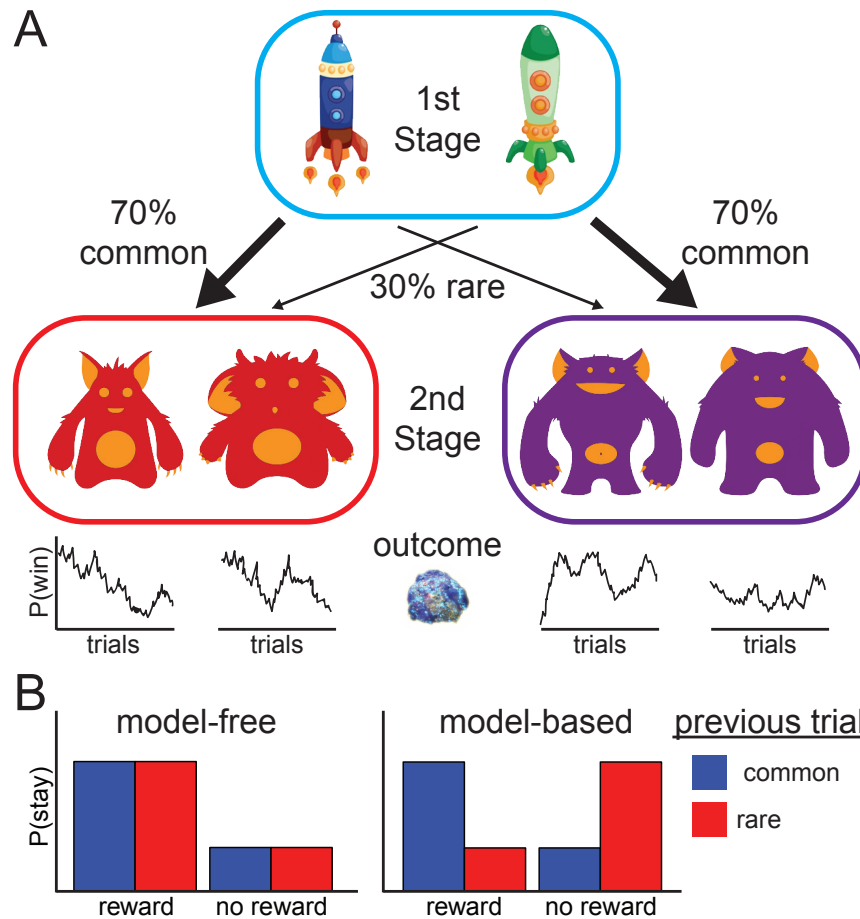 A
1st
Stage
70%
common
70%
common
30% rare
2nd
Stage
outcome
P(win)
trials
trials
trials
trials
B
model-free
model-based
previous trial
P(stay)
common
rare
reward
no reward
reward
no reward